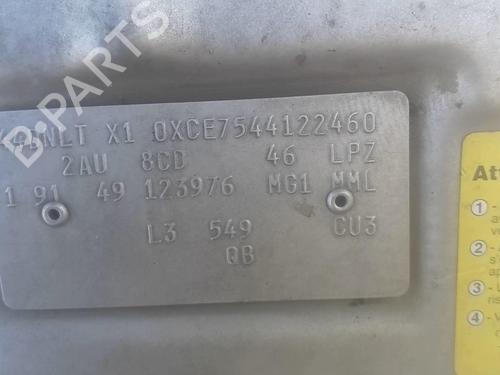 B-PARTS
X1 0XCE7544122460
2AU 8CD 46 LPZ
1 91 49 123976 MG1 MML
L3 549 CU3
QB
Att
1 -
2 -
3 -
4 - V